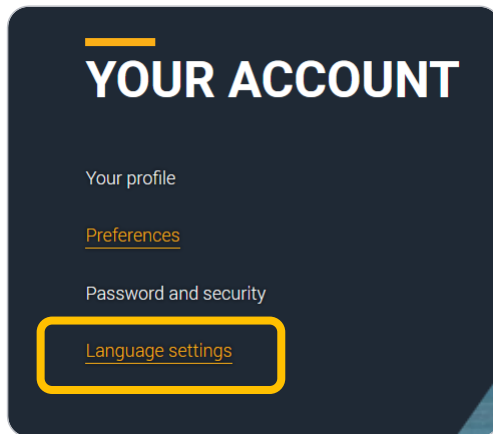 YOUR ACCOUNT
Your profile
Preferences
Password and security
Language settings